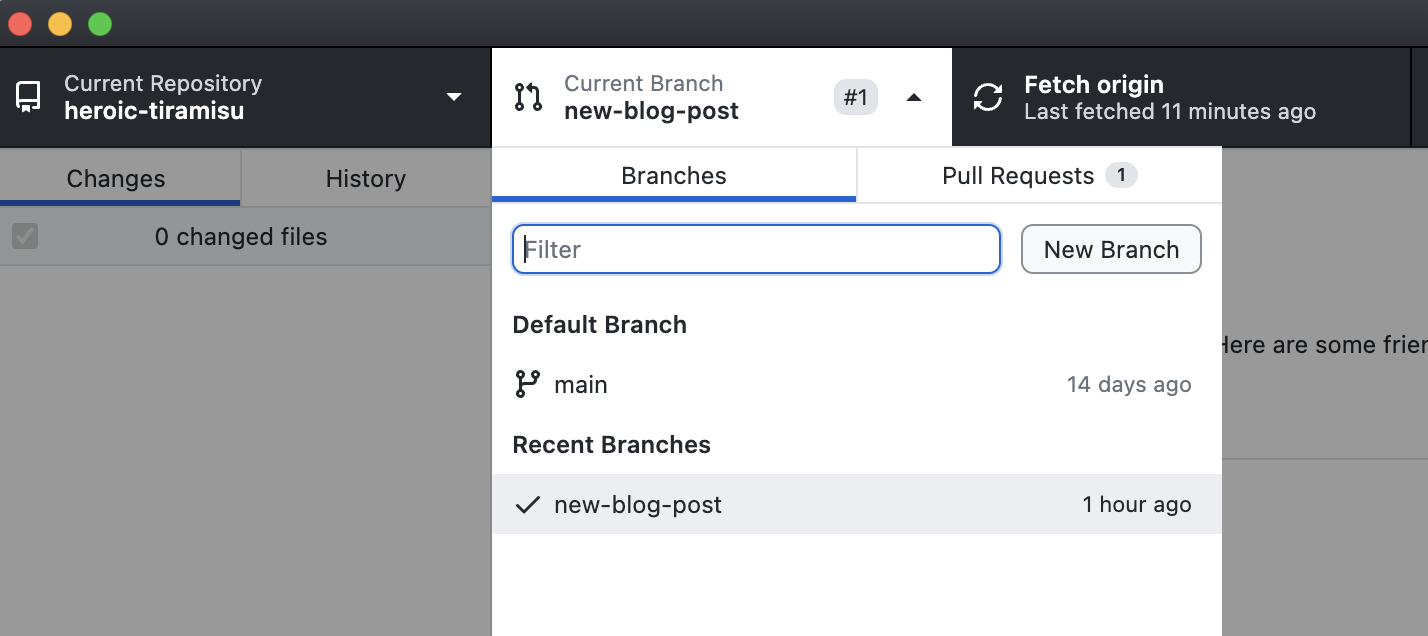 Current Repository
heroic-tiramisu
Current Branch
new-blog-post
#1
Fetch origin
Last fetched 11 minutes ago
Changes
History
Branches
Pull Requests 1
0 changed files
Filter
New Branch
Default Branch
main
14 days ago
Here are some
Recent Branches
new-blog-post
1 hour ago